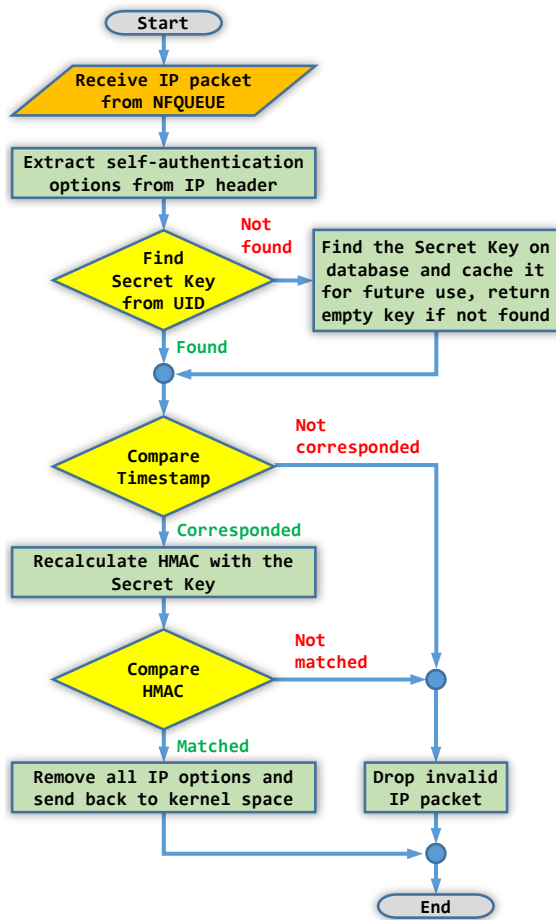 Start
Receive IP packet
from NFQUEUE
Extract self-authentication
options from IP header
Find
Secret Key
from UID
Not
found
Find the Secret Key on
database and cache it
for future use, return
empty key if not found
Found
Compare
Timestamp
Not
corresponded
Corresponded
Recalculate HMAC with the
Secret Key
Compare
HMAC
Not
matched
Matched
Remove all IP options and
send back to kernel space
Drop invalid
IP packet
End